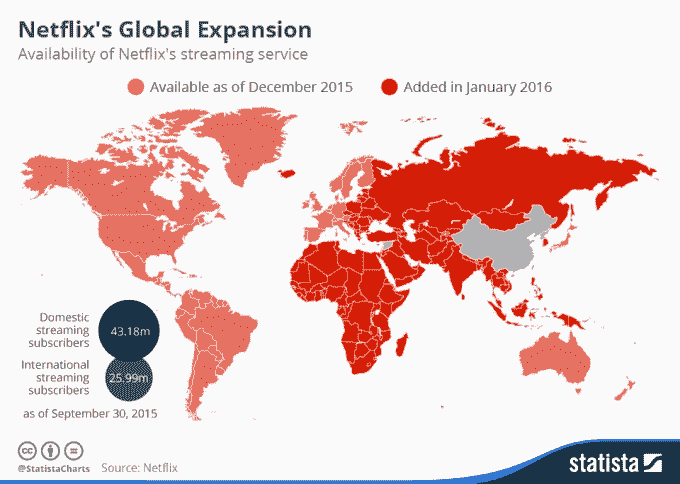 Netflix's Global Expansion
Availability of Netflix's streaming service
Available as of December 2015
Added in January 2016
Domestic
streaming
subscribers
43.18m
International
streaming
subscribers
25.99m
as of September 30, 2015
cc
@StatistaCharts
Source: Netflix
statista